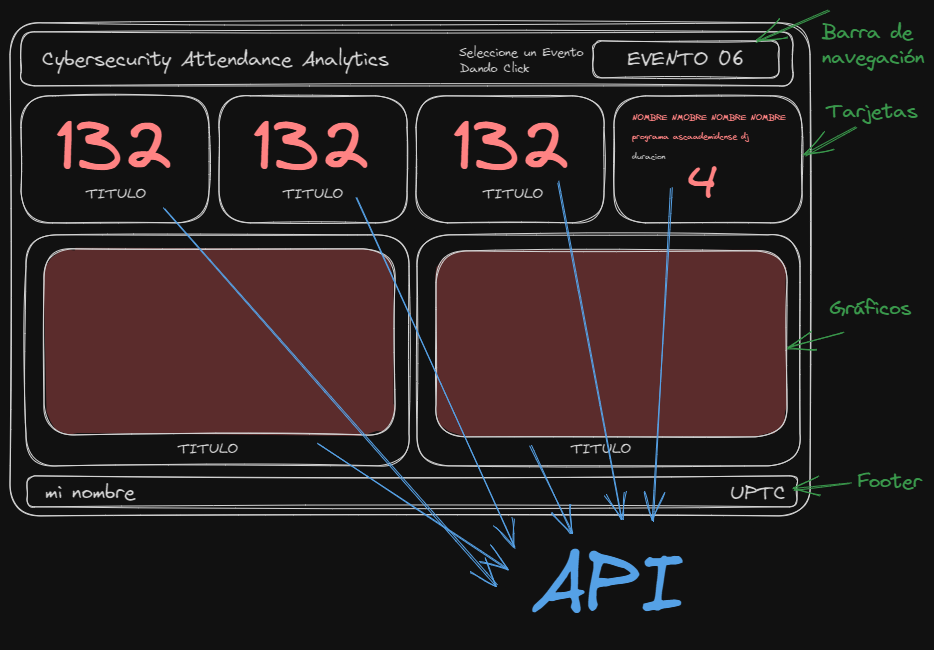 Cybersecurity Attendance Analytics
Seleccione un Evento
Dando Click
EVENTO 06
Barra de
navegación
132
TITULO
132
TITULO
132
TITULO
NOMBRE NMOBRE NOMBRE NOMBRE
programa ascaademidense dj
duracion
4
Tarjetas
TITULO
TITULO
Gráficos
mi nombre
UPTC
Footer
API